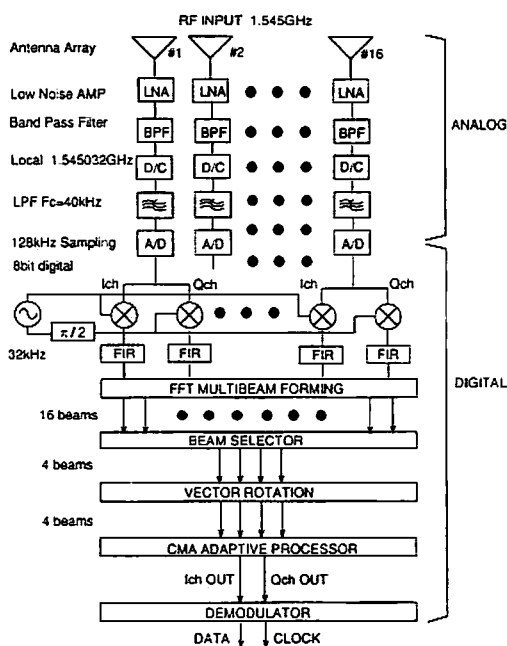 RF INPUT 1.545GHz
Antenna Array #1 #2 #16
Low Noise AMP LNA LNA LNA
ANALOG
Band Pass Filter BPF BPF BPF
Local 1.545032GHz D/C D/C D/C
LPF Fc=40kHz
128kHz Sampling A/D A/D A/D
8bit digital
Ich Qch Ich Qch
π/2
32kHz FIR FIR FIR FIR
FFT MULTIBEAM FORMING
DIGITAL
16 beams
BEAM SELECTOR
4 beams
VECTOR ROTATION
4 beams
CMA ADAPTIVE PROCESSOR
Ich OUT Qch OUT
DEMODULATOR
DATA CLOCK